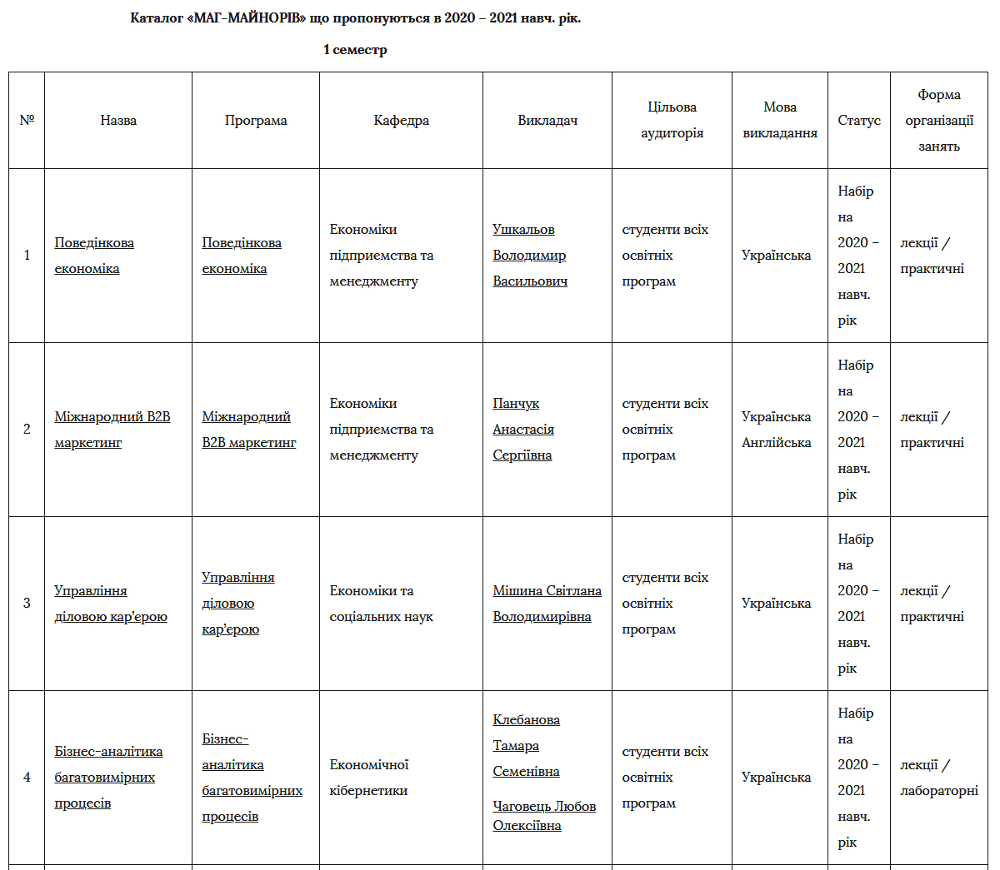 Каталог «МАГ-МАЙНОРІВ» що пропонуються в 2020 – 2021 навч. рік.
1 семестр
№
Назва
Програма
Кафедра
Викладач
Цільова
аудиторія
Мова
викладання
Статус
Форма
організації
занять
1
Поведінкова
економіка
Поведінкова
економіка
Економіки
підприємства та
менеджменту
Ушкальов
Володимир
Васильович
студенти всіх
освітніх
програм
Українська
Набір
на
2020 –
2021
навч.
рік
лекції /
практичні
2
Міжнародний В2В
маркетинг
Міжнародний
В2В маркетинг
Економіки
підприємства та
менеджменту
Панчук
Анастасія
Сергіївна
студенти всіх
освітніх
програм
Українська
Англійська
Набір
на
2020 –
2021
навч.
рік
лекції /
практичні
3
Управління
діловою кар’єрою
Управління
діловою
кар’єрою
Економіки та
соціальних наук
Мішина Світлана
Володимирівна
студенти всіх
освітніх
програм
Українська
Набір
на
2020 –
2021
навч.
рік
лекції /
практичні
4
Бізнес-аналітика
багатовимірних
процесів
Бізнес-
аналітика
багатовимірних
процесів
Економічної
кібернетики
Клебанова
Тамара
Семенівна
Чаговець Любов
Олексіївна
студенти всіх
освітніх
програм
Українська
Набір
на
2020 –
2021
навч.
рік
лекції /
лабораторні